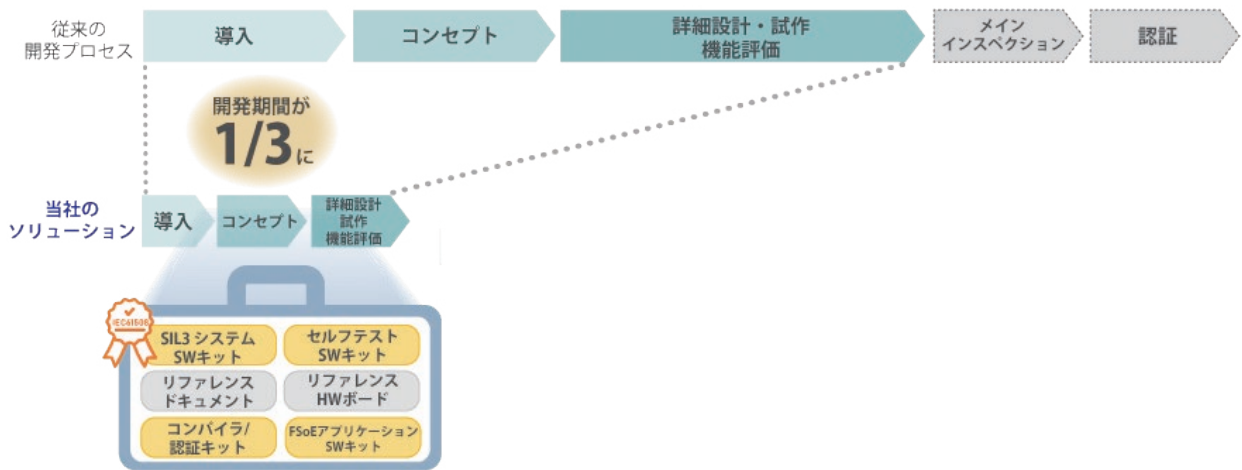 従来の
開発プロセス
導入
コンセプト
詳細設計・試作
機能評価
メイン
インスペクション
認証
開発期間が
1/3に
当社の
ソリューション
導入
コンセプト
詳細設計
試作
機能評価
IEC61508
SIL3 システム
SWキット
セルフテスト
SWキット
リファレンス
ドキュメント
リファレンス
HWボード
コンパイラ/
認証キット
FSoEアプリケーション
SWキット